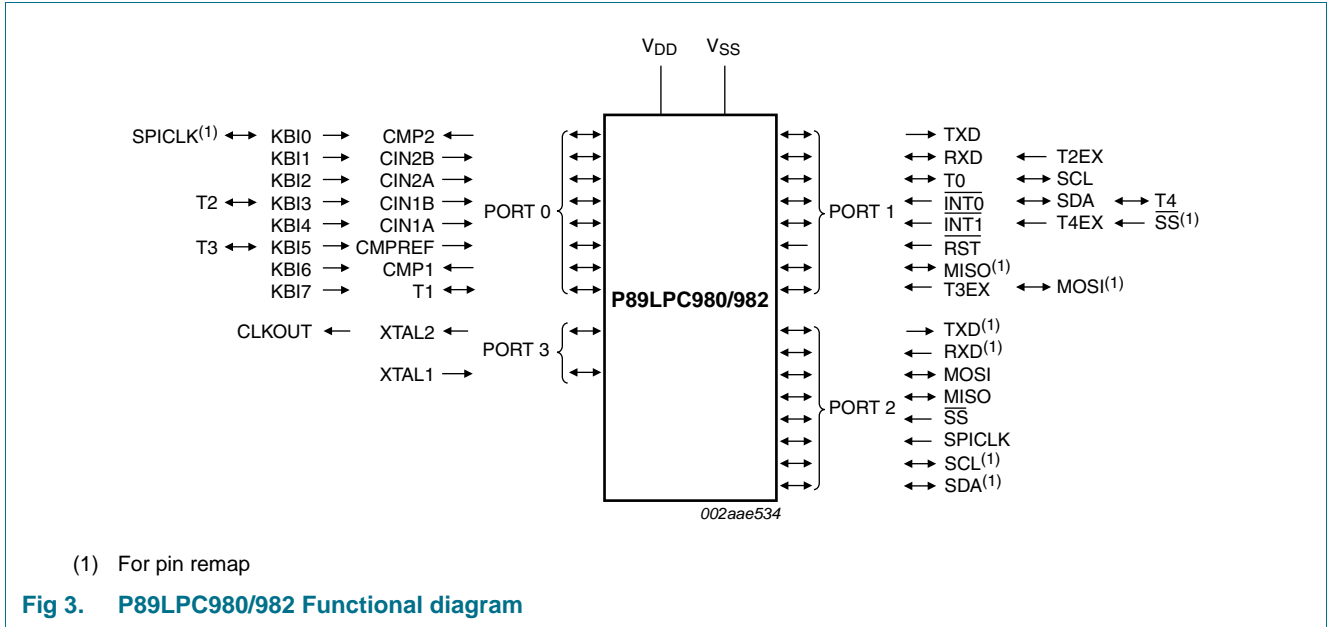 VDD VSS
SPICLK(1) KBI0 CMP2 TXD
KBI1 CIN2B RXD T2EX
KBI2 CIN2A T0 SCL
T2 KBI3 CIN1B INT0 SDA T4
PORT 0 PORT 1
KBI4 CIN1A INT1 T4EX SS(1)
T3 KBI5 CMPREF RST
KBI6 CMP1 MISO(1)
KBI7 T1 T3EX MOSI(1)
P89LPC980/982
CLKOUT XTAL2 TXD(1)
PORT 3 RXD(1)
XTAL1 MOSI
MISO
PORT 2
SS
SPICLK
SCL(1)
SDA(1)
002aae534
(1) For pin remap
Fig 3. P89LPC980/982 Functional diagram